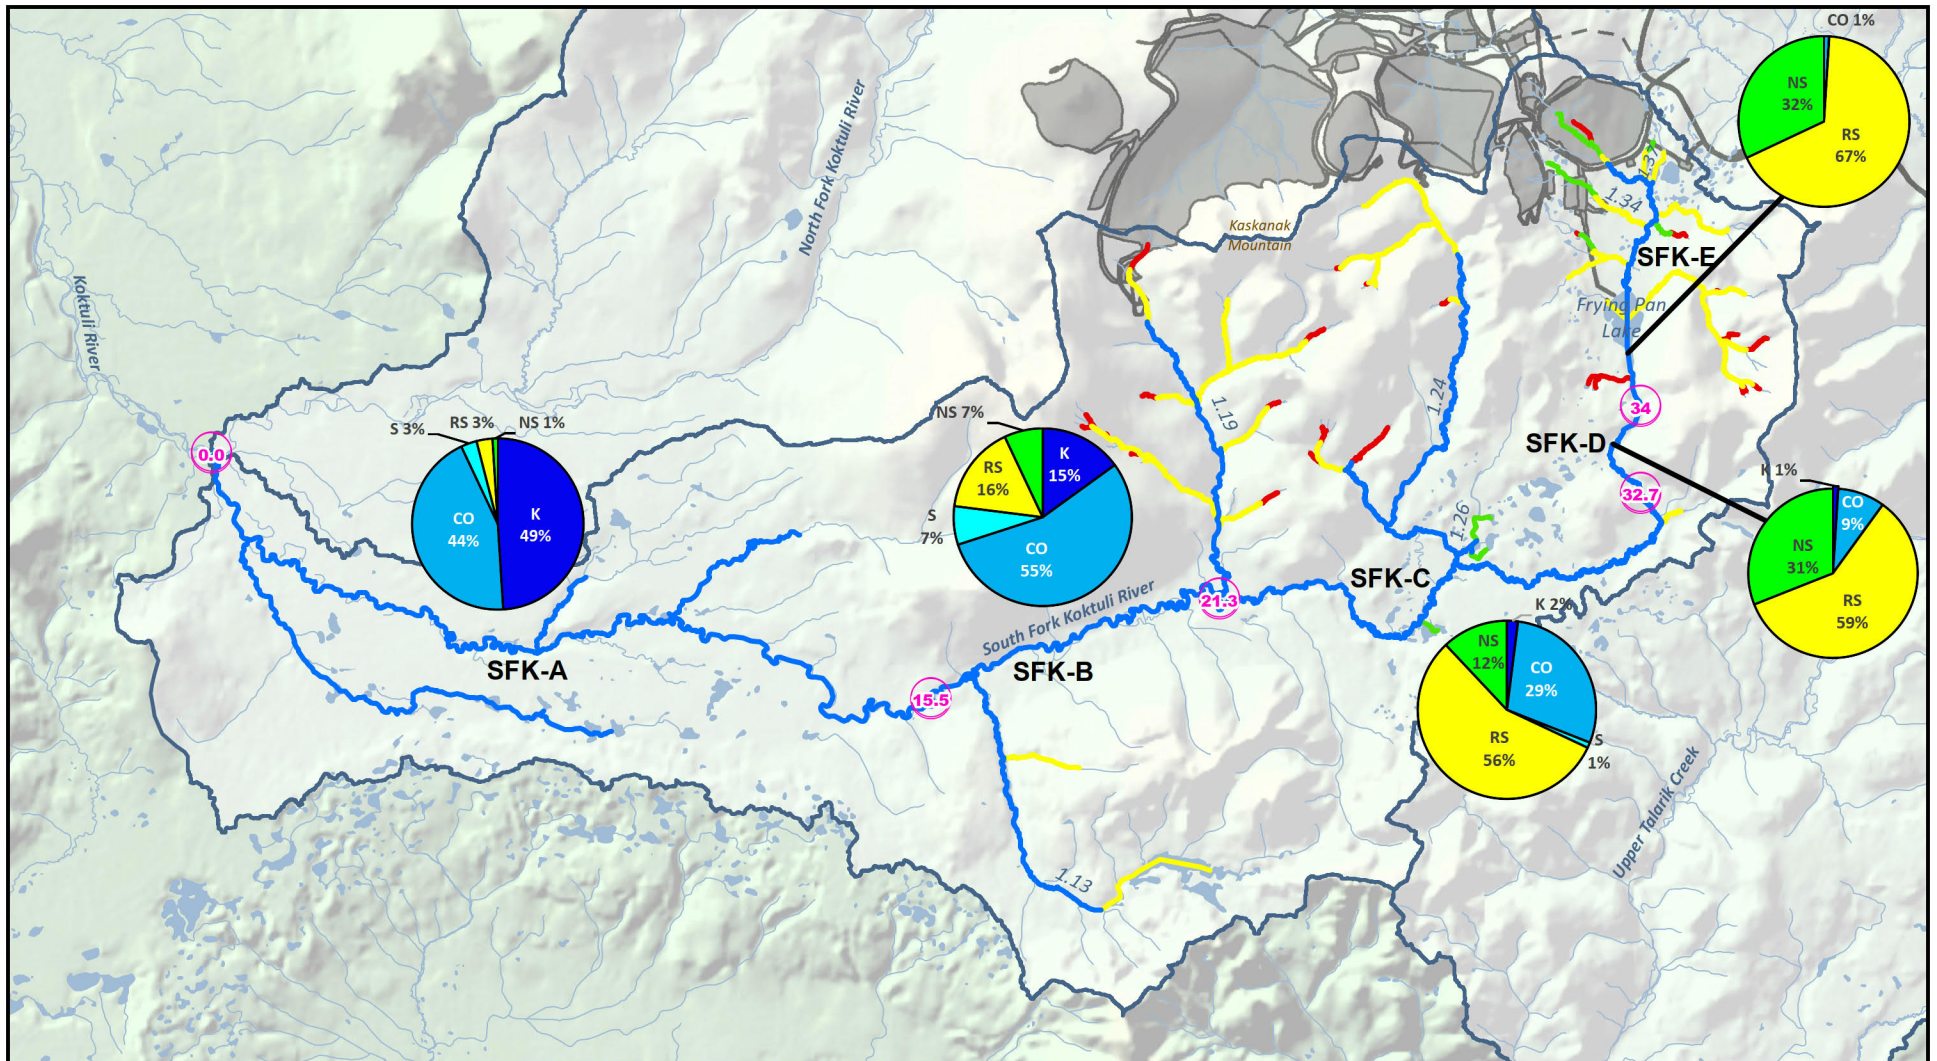 CO 1%
NS
32%
RS
67%
North Fork Koktuli River
Koktuli River
Kaskanak
Mountain
1.37
1.34
SFK-E
Frying Pan
Lake
1.19
1.24
34
SFK-D
32.7
K 1%
CO
9%
NS
31%
RS
59%
0.0
S 3%
RS 3%
NS 1%
CO
44%
K
49%
NS 7%
K
15%
RS
16%
S
7%
CO
55%
1.26
SFK-C
21.3
South Fork Koktuli River
SFK-A
SFK-B
15.5
K 2%
NS
12%
CO
29%
RS
56%
S
1%
1.13
Upper Talarik Creek